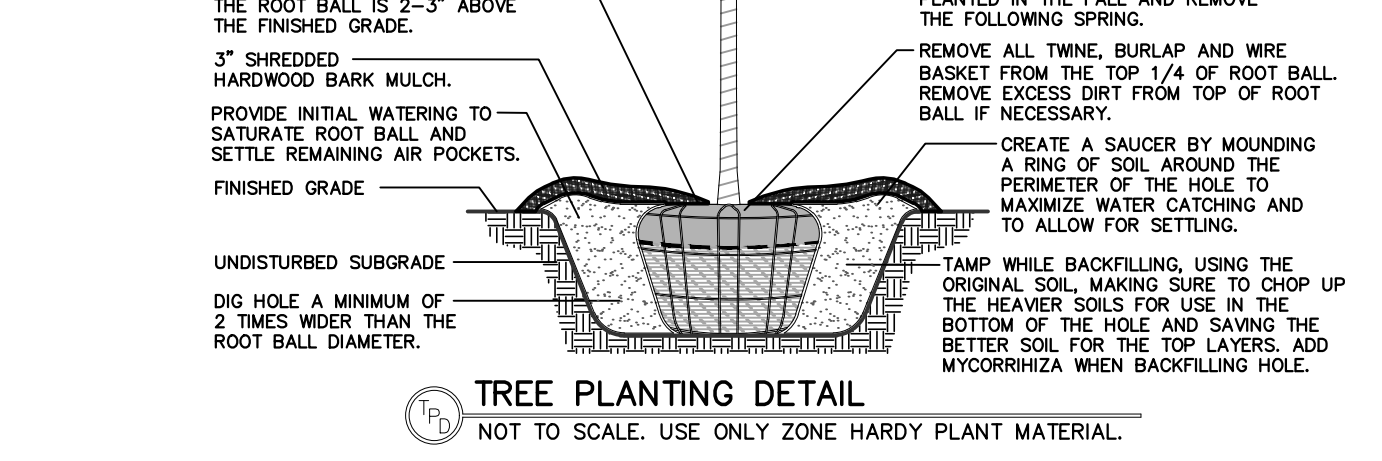 THE ROOT BALL IS 2-3" ABOVE
THE FINISHED GRADE.
3" SHREDDED
HARDWOOD BARK MULCH.
PROVIDE INITIAL WATERING TO
SATURATE ROOT BALL AND
SETTLE REMAINING AIR POCKETS.
FINISHED GRADE
UNDISTURBED SUBGRADE
DIG HOLE A MINIMUM OF
2 TIMES WIDER THAN THE
ROOT BALL DIAMETER.
PLANTED IN THE FALL AND REMOVE
THE FOLLOWING SPRING.
REMOVE ALL TWINE, BURLAP AND WIRE
BASKET FROM THE TOP 1/4 OF ROOT BALL.
REMOVE EXCESS DIRT FROM TOP OF ROOT
BALL IF NECESSARY.
CREATE A SAUCER BY MOUNDING
A RING OF SOIL AROUND THE
PERIMETER OF THE HOLE TO
MAXIMIZE WATER CATCHING AND
TO ALLOW FOR SETTLING.
TAMP WHILE BACKFILLING, USING THE
ORIGINAL SOIL, MAKING SURE TO CHOP UP
THE HEAVIER SOILS FOR USE IN THE
BOTTOM OF THE HOLE AND SAVING THE
BETTER SOIL FOR THE TOP LAYERS. ADD
MYCORRIHIZA WHEN BACKFILLING HOLE.
TPD
TREE PLANTING DETAIL
NOT TO SCALE. USE ONLY ZONE HARDY PLANT MATERIAL.